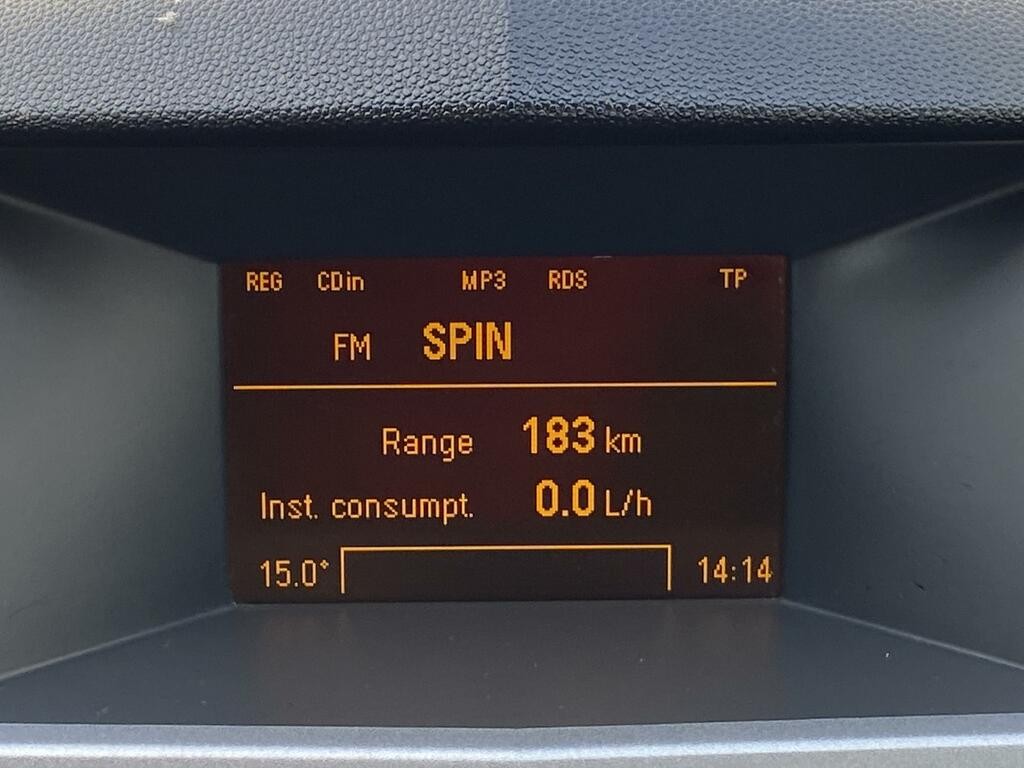 REG CDin MP3 RDS TP
FM SPIN
Range 183 km
Inst. consumpt. 0.0 L/h
15.0° 14:14